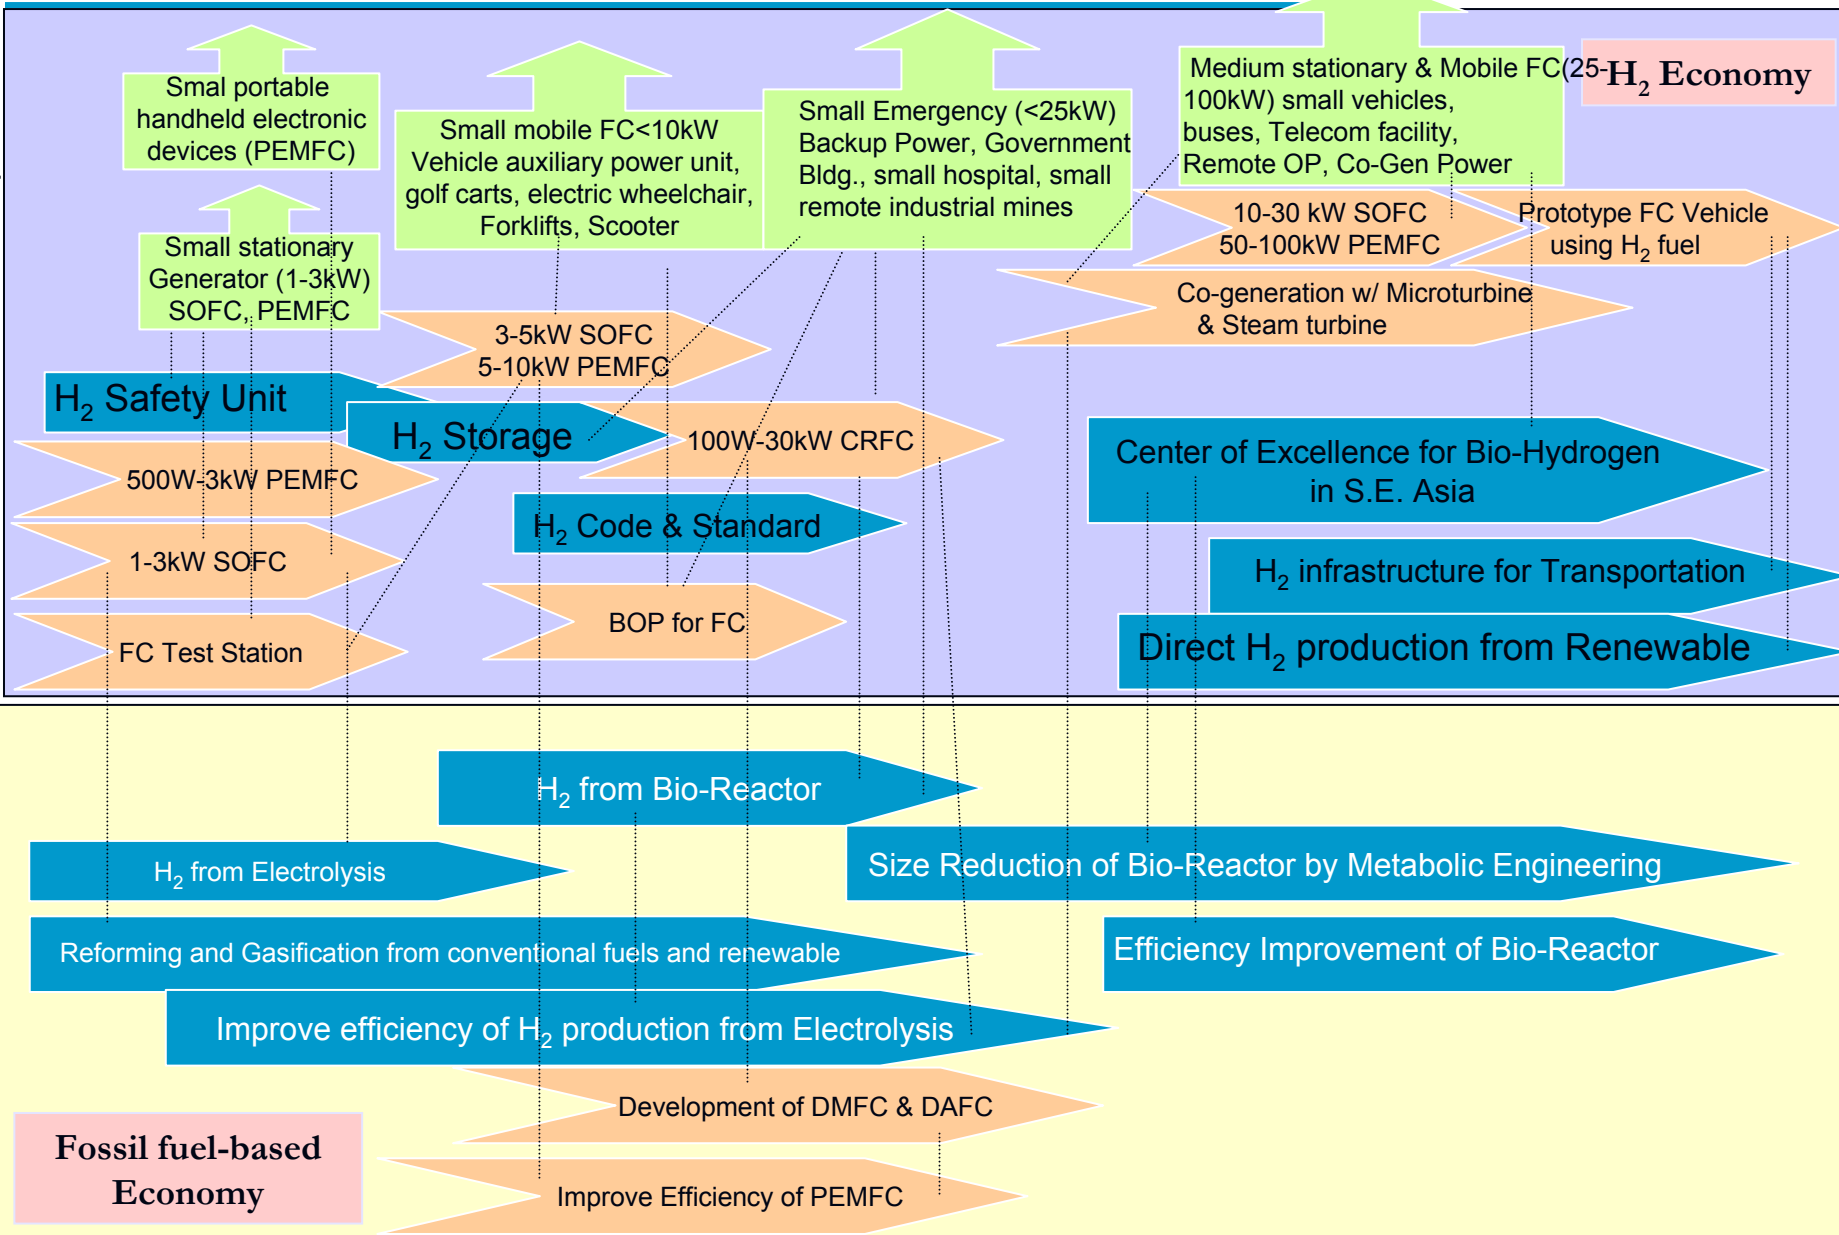 Smal portable
handheld electronic
devices (PEMFC)
Small stationary
Generator (1-3kW)
SOFC, PEMFC
Small mobile FC<10kW
Vehicle auxiliary power unit,
golf carts, electric wheelchair,
Forklifts, Scooter
Small Emergency (<25kW)
Backup Power, Government
Bldg., small hospital, small
remote industrial mines
Medium stationary & Mobile FC(25-
100kW) small vehicles,
buses, Telecom facility,
Remote OP, Co-Gen Power
H₂ Economy
10-30 kW SOFC
50-100kW PEMFC
Prototype FC Vehicle
using H₂ fuel
Co-generation w/ Microturbine
& Steam turbine
3-5kW SOFC
5-10kW PEMFC
H₂ Safety Unit
H₂ Storage
100W-30kW CRFC
500W-3kW PEMFC
H₂ Code & Standard
1-3kW SOFC
BOP for FC
FC Test Station
Center of Excellence for Bio-Hydrogen
in S.E. Asia
H₂ infrastructure for Transportation
Direct H₂ production from Renewable
H₂ from Bio-Reactor
H₂ from Electrolysis
Size Reduction of Bio-Reactor by Metabolic Engineering
Reforming and Gasification from conventional fuels and renewable
Efficiency Improvement of Bio-Reactor
Improve efficiency of H₂ production from Electrolysis
Development of DMFC & DAFC
Improve Efficiency of PEMFC
Fossil fuel-based
Economy